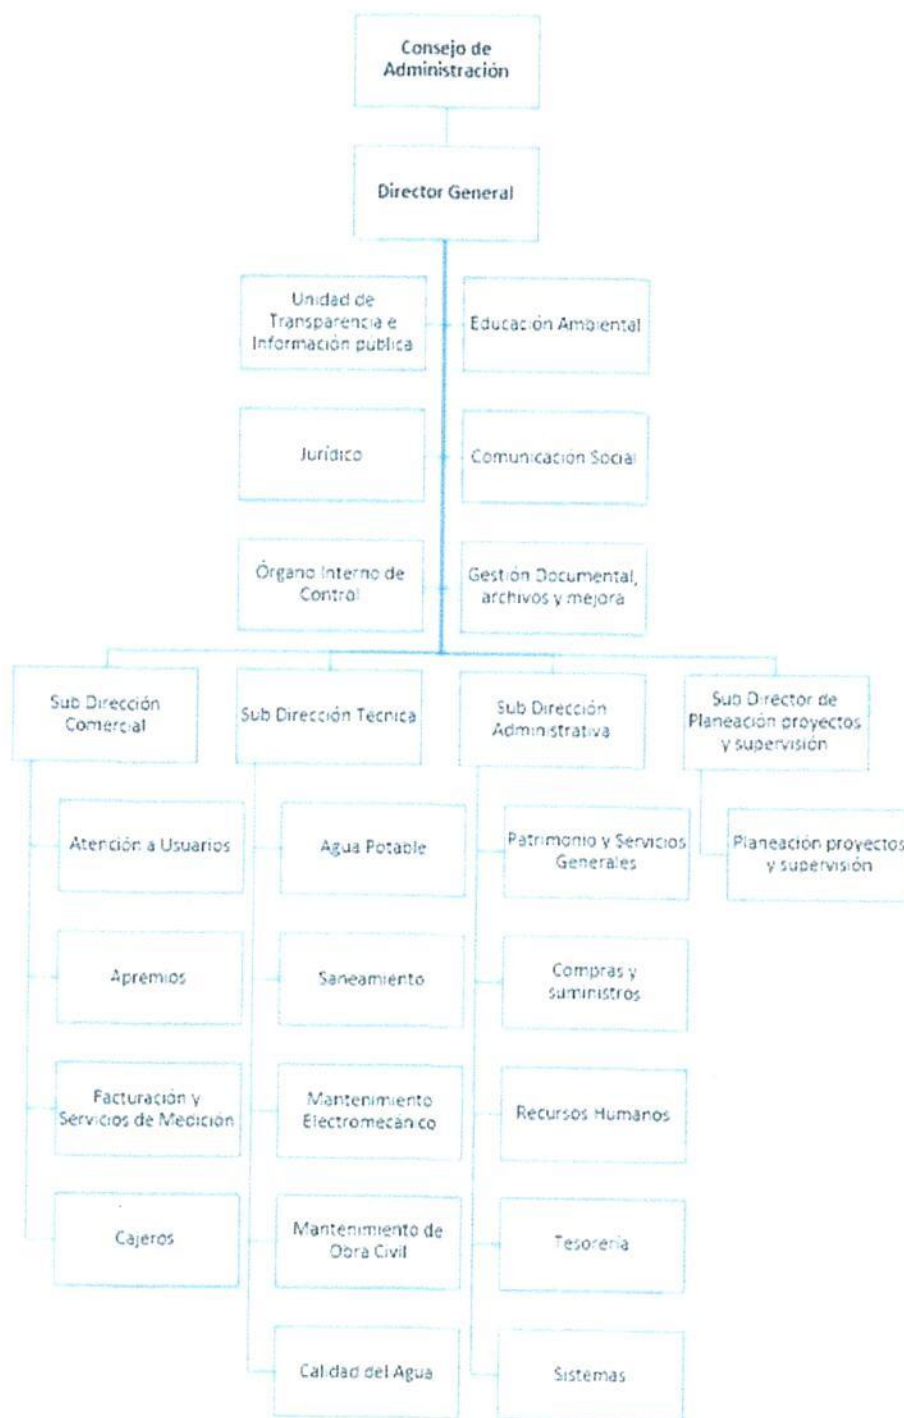 Consejo de
Administración
Director General
Unidad de
Transparencia e
Información pública
Educación Ambiental
Jurídico
Comunicación Social
Órgano Interno de
Control
Gestión Documental,
archivos y mejora
Sub Dirección
Comercial
Sub Dirección Técnica
Sub Dirección
Administrativa
Sub Director de
Planeación proyectos
y supervisión
Atención a Usuarios
Agua Potable
Patrimonio y Servicios
Generales
Planeación proyectos
y supervisión
Apremios
Saneamiento
Compras y
suministros
Facturación y
Servicios de Medición
Mantenimiento
Electromecánico
Recursos Humanos
Cajeros
Mantenimiento de
Obra Civil
Tesorería
Calidad del Agua
Sistemas